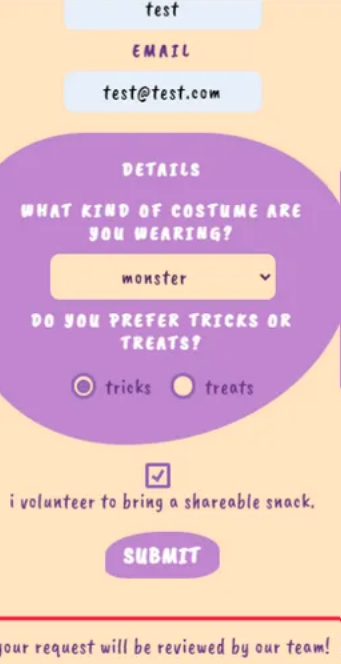 test
EMAIL
test@test.com
DETAILS
WHAT KIND OF COSTUME ARE
YOU WEARING?
monster
DO YOU PREFER TRICKS OR
TREATS?
tricks treats
i volunteer to bring a shareable snack.
SUBMIT
your request will be reviewed by our team!